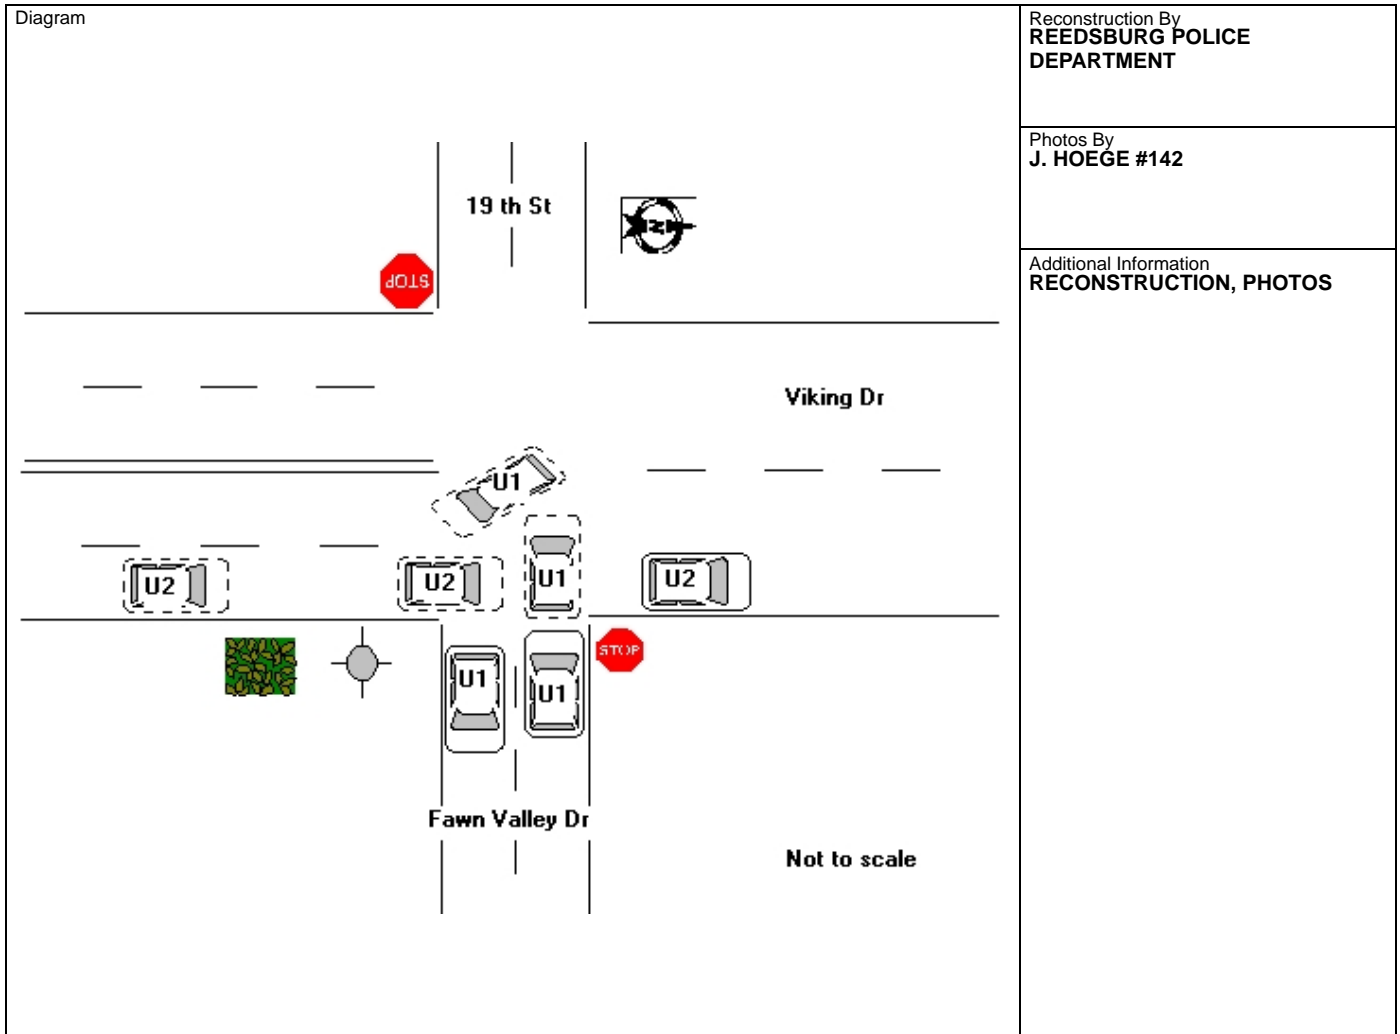 Diagram
Reconstruction By
REEDSBURG POLICE
DEPARTMENT
Photos By
J. HOEGE #142
Additional Information
RECONSTRUCTION, PHOTOS
19 th St
N
STOP
Viking Dr
U1
U2
U2
U1
U2
STOP
U1
U1
Fawn Valley Dr
Not to scale